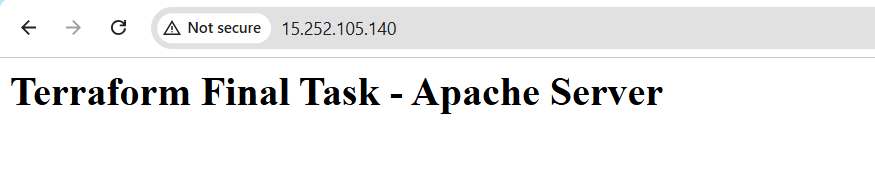 Not secure 15.252.105.140
Terraform Final Task - Apache Server